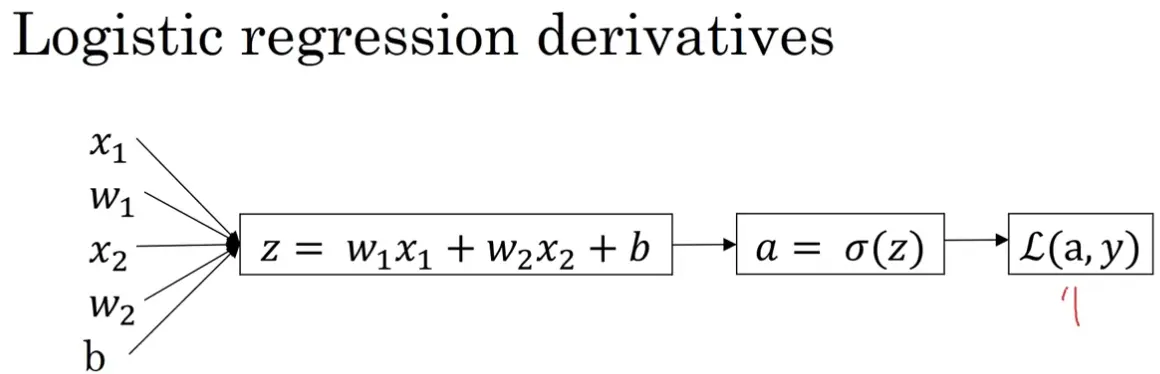 Logistic regression derivatives
x₁
w₁
x₂
w₂
b
z = w₁x₁ + w₂x₂ + b
a = σ(z)
ℒ(a, y)